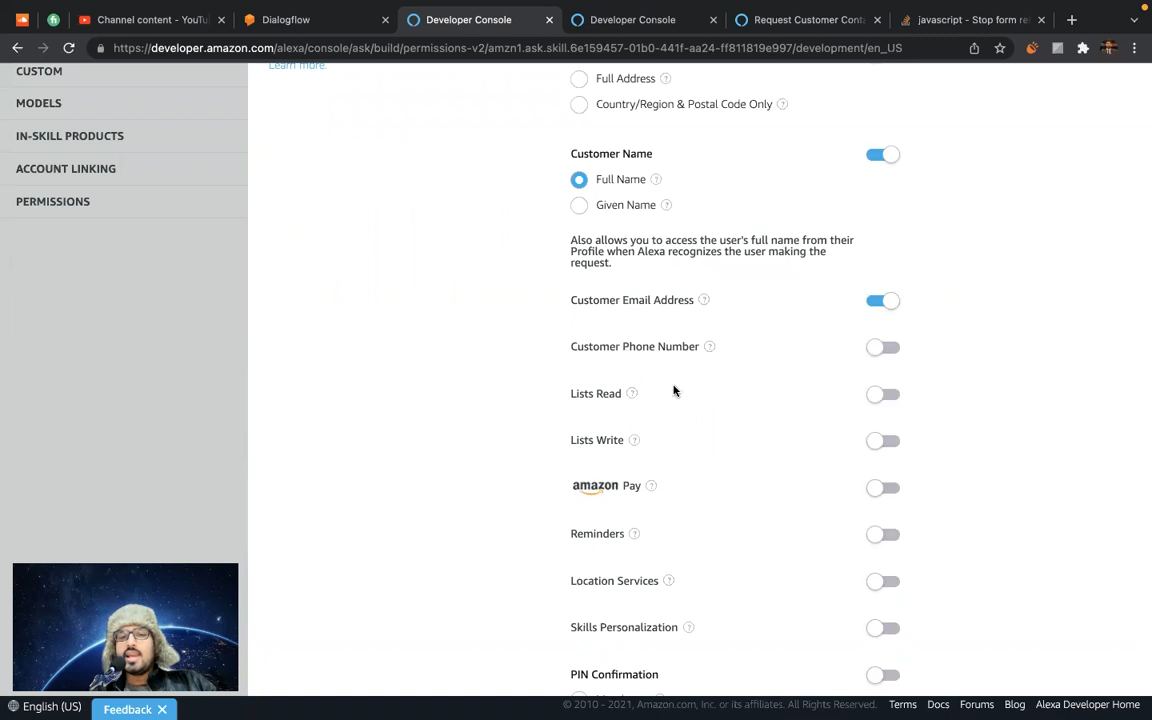 Channel content - YouTu
Dialogflow
Developer Console
Developer Console
Request Customer Conta
javascript - Stop form re
https://developer.amazon.com/alexa/console/ask/build/permissions-v2/amzn1.ask.skill.6e159457-01b0-441f-aa24-ff811819e997/development/en_US
CUSTOM
MODELS
IN-SKILL PRODUCTS
ACCOUNT LINKING
PERMISSIONS
Learn more.
Full Address ?
Country/Region & Postal Code Only ?
Customer Name
Full Name ?
Given Name ?
Also allows you to access the user's full name from their
Profile when Alexa recognizes the user making the
request.
Customer Email Address ?
Customer Phone Number ?
Lists Read ?
Lists Write ?
amazon Pay ?
Reminders ?
Location Services ?
Skills Personalization ?
PIN Confirmation
English (US)
Feedback
© 2010 - 2021, Amazon.com, Inc. or its affiliates. All Rights Reserved.
Terms Docs Forums Blog Alexa Developer Home